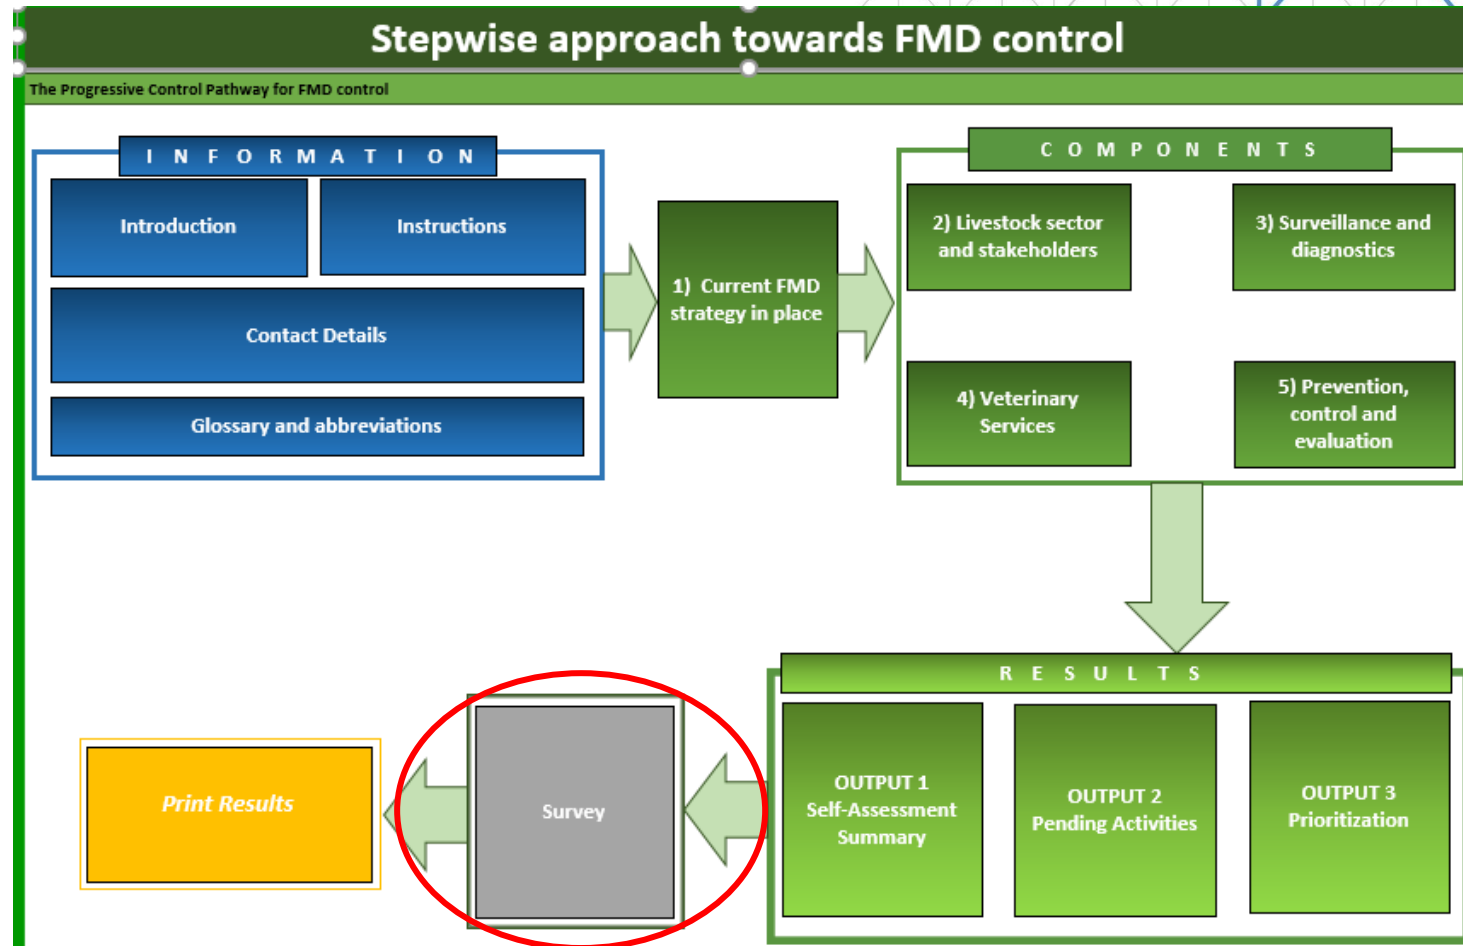 Stepwise approach towards FMD control
The Progressive Control Pathway for FMD control
INFORMATION
Introduction
Instructions
Contact Details
Glossary and abbreviations
1) Current FMD
strategy in place
COMPONENTS
2) Livestock sector
and stakeholders
3) Surveillance and
diagnostics
4) Veterinary
Services
5) Prevention,
control and
evaluation
RESULTS
OUTPUT 1
Self-Assessment
Summary
OUTPUT 2
Pending Activities
OUTPUT 3
Prioritization
Survey
Print Results